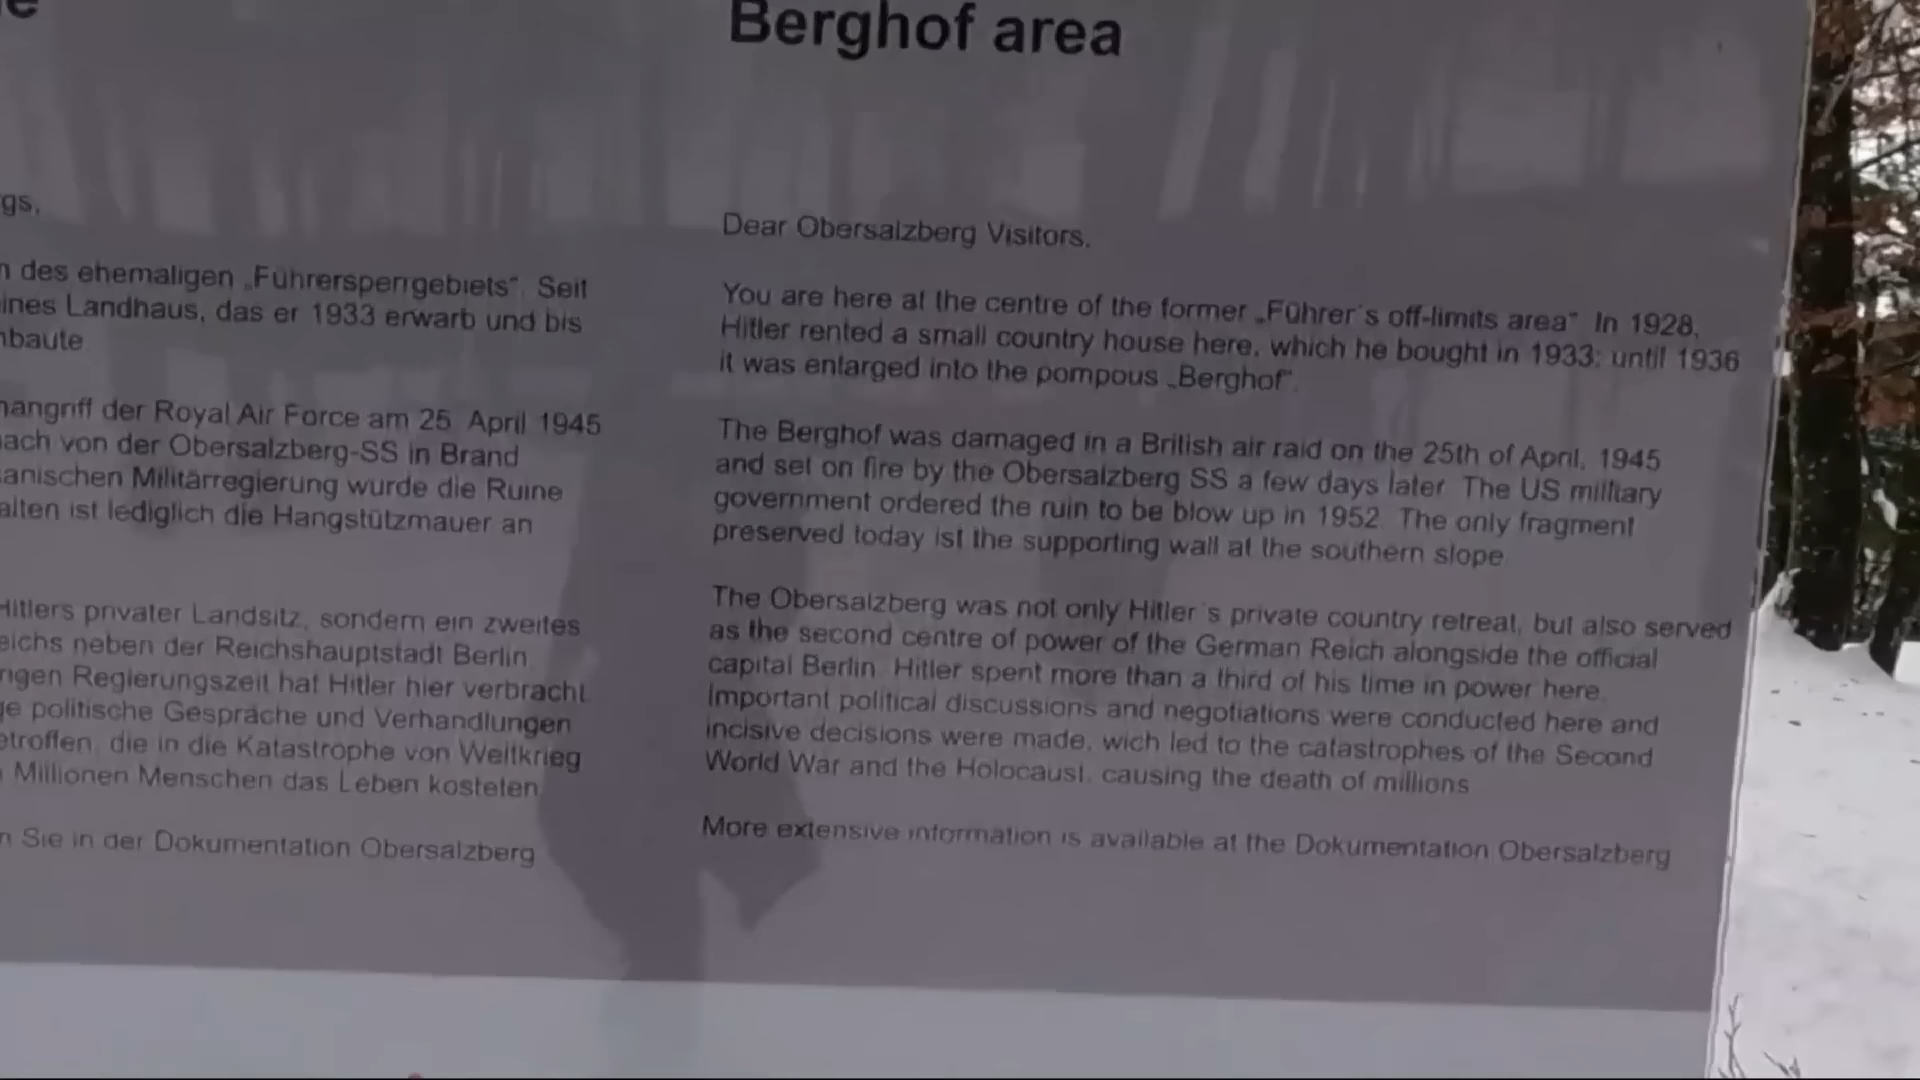 Berghof area
gs,
des ehemaligen „Führersperrgebiets“. Seit
Landhaus, das er 1933 erwarb und bis
der Royal Air Force am 25. April 1945
von der Obersalzberg-SS in Brand
Militärregierung wurde die Ruine
ist lediglich die Hangstützmauer an
Hitlers privater Landsitz, sondern ein zweites
neben der Reichshauptstadt Berlin.
Regierungszeit hat Hitler hier verbracht.
politische Gespräche und Verhandlungen
die in die Katastrophe von Weltkrieg
Millionen Menschen das Leben kosteten.
Sie in der Dokumentation Obersalzberg
Dear Obersalzberg Visitors,
You are here at the centre of the former „Führer´s off-limits area“. In 1928,
Hitler rented a small country house here, which he bought in 1933; until 1936
it was enlarged into the pompous „Berghof“.
The Berghof was damaged in a British air raid on the 25th of April, 1945
and set on fire by the Obersalzberg SS a few days later. The US military
government ordered the ruin to be blow up in 1952. The only fragment
preserved today ist the supporting wall at the southern slope.
The Obersalzberg was not only Hitler´s private country retreat, but also served
as the second centre of power of the German Reich alongside the official
capital Berlin. Hitler spent more than a third of his time in power here.
Important political discussions and negotiations were conducted here and
incisive decisions were made, wich led to the catastrophes of the Second
World War and the Holocaust, causing the death of millions.
More extensive information is available at the Dokumentation Obersalzberg